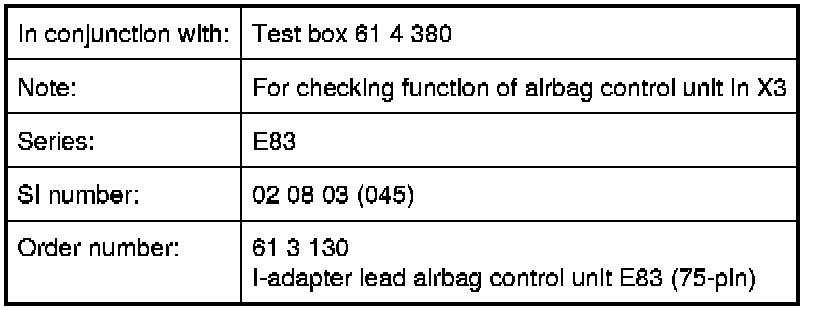 In conjunction with: Test box 61 4 380
Note: For checking function of airbag control unit in X3
Series: E83
SI number: 02 08 03 (045)
Order number: 61 3 130
I-adapter lead airbag control unit E83 (75-pin)